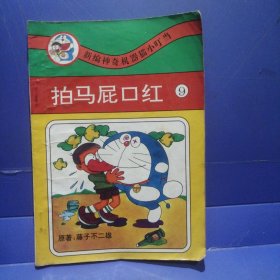 新编神奇机器猫小叮当
拍马屁口红
9
原著：藤子不二雄